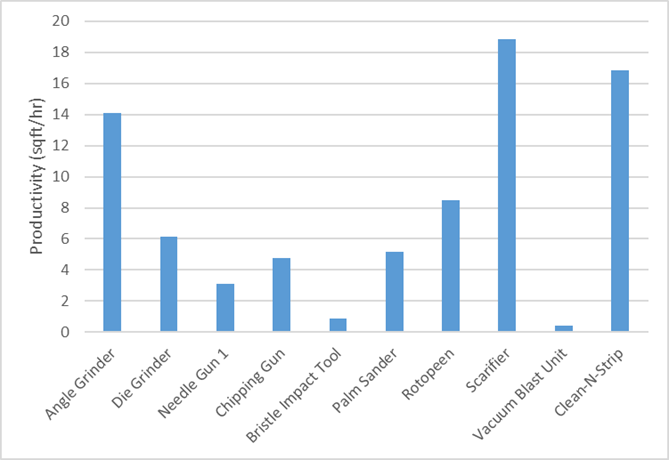 Productivity (sqft/hr)
20
18
16
14
12
10
8
6
4
2
0
Angle Grinder
Die Grinder
Needle Gun 1
Chipping Gun
Bristle Impact Tool
Palm Sander
Rotopeen
Scarifier
Vacuum Blast Unit
Clean-N-Strip